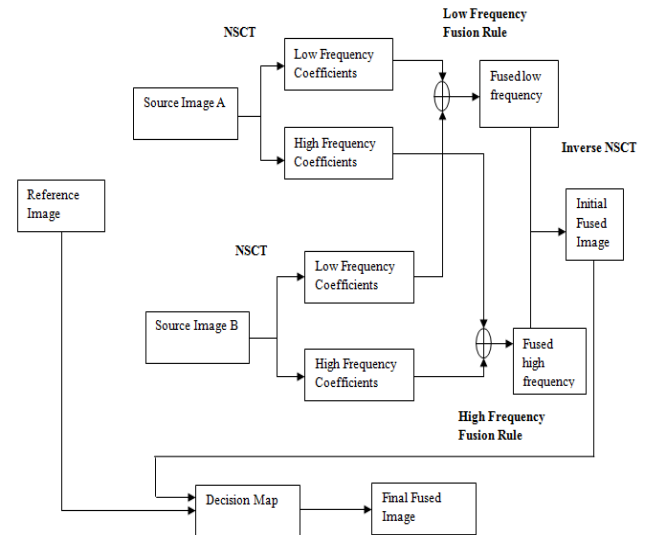 Low Frequency
Fusion Rule
NSCT
Low Frequency
Coefficients
Fused low
frequency
Source Image A
High Frequency
Coefficients
Inverse NSCT
Reference
Image
Initial
Fused
Image
NSCT
Low Frequency
Coefficients
Source Image B
Fused
high
frequency
High Frequency
Coefficients
High Frequency
Fusion Rule
Decision Map
Final Fused
Image